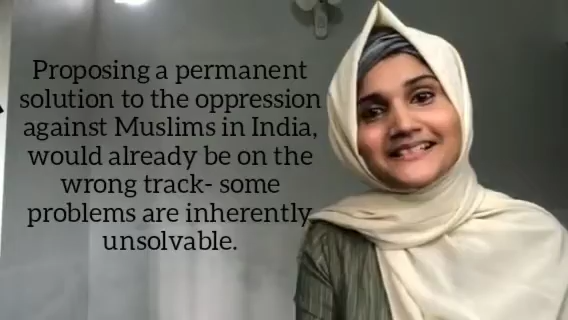 Proposing a permanent
solution to the oppression
against Muslims in India,
would already be on the
wrong track- some
problems are inherently
unsolvable.